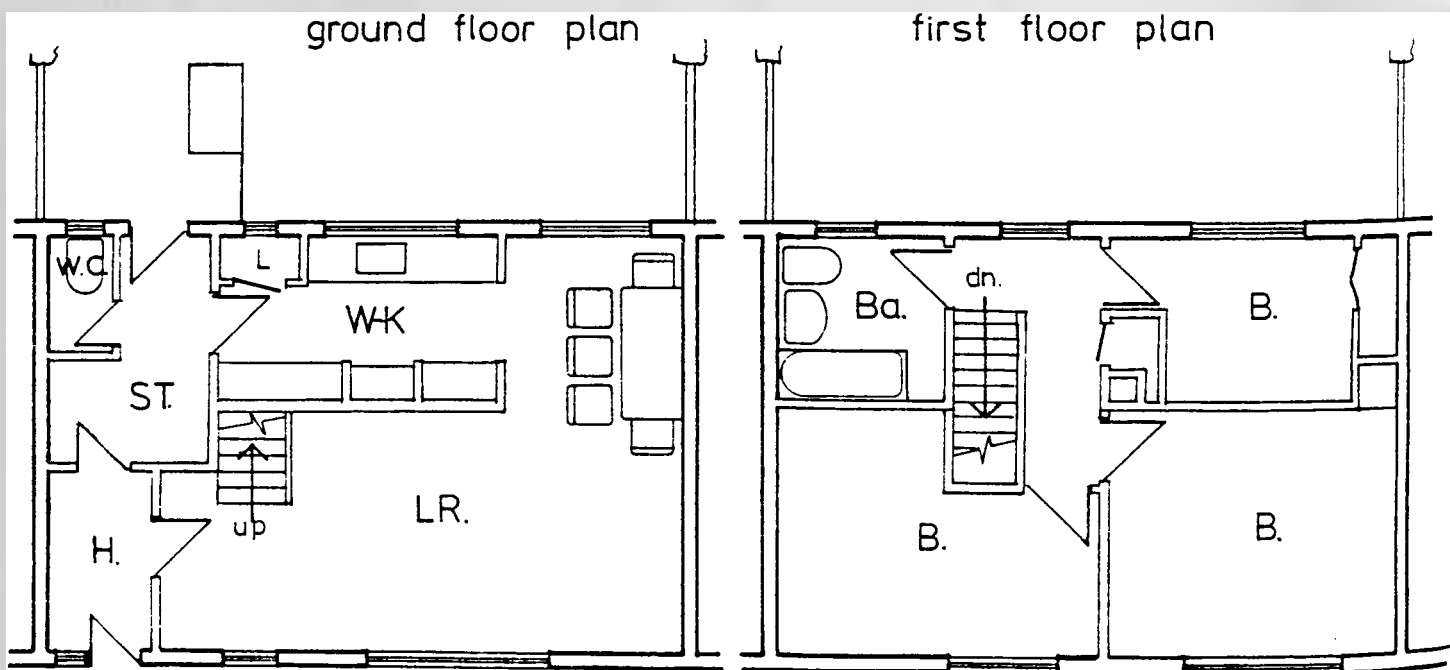 ground floor plan
first floor plan
W.C.
L
W-K
ST.
up
LR.
H.
dn.
Ba.
B.
B.
B.